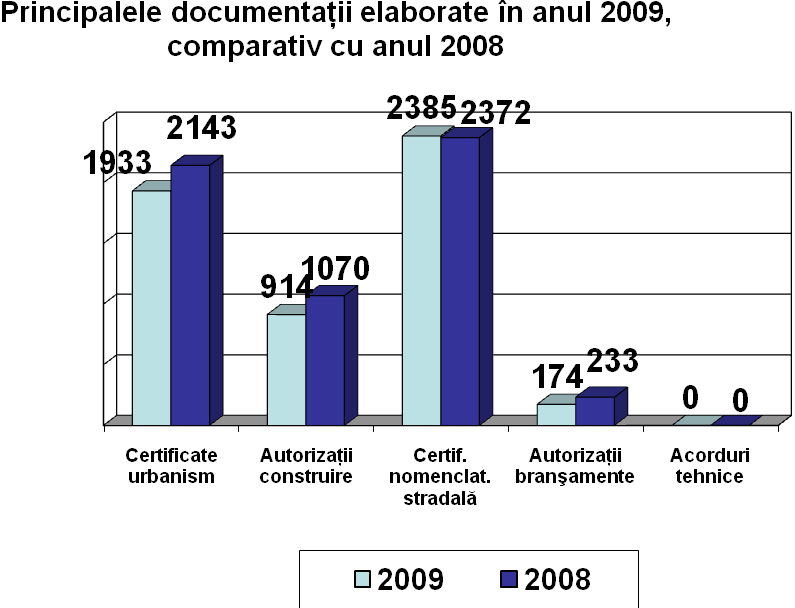 Principalele documentații elaborate în anul 2009,
comparativ cu anul 2008
1933
2143
914
1070
2385
2372
174
233
0
0
Certificate
urbanism
Autorizații
construire
Certif.
nomenclat.
stradală
Autorizații
branşamente
Acorduri
tehnice
2009
2008